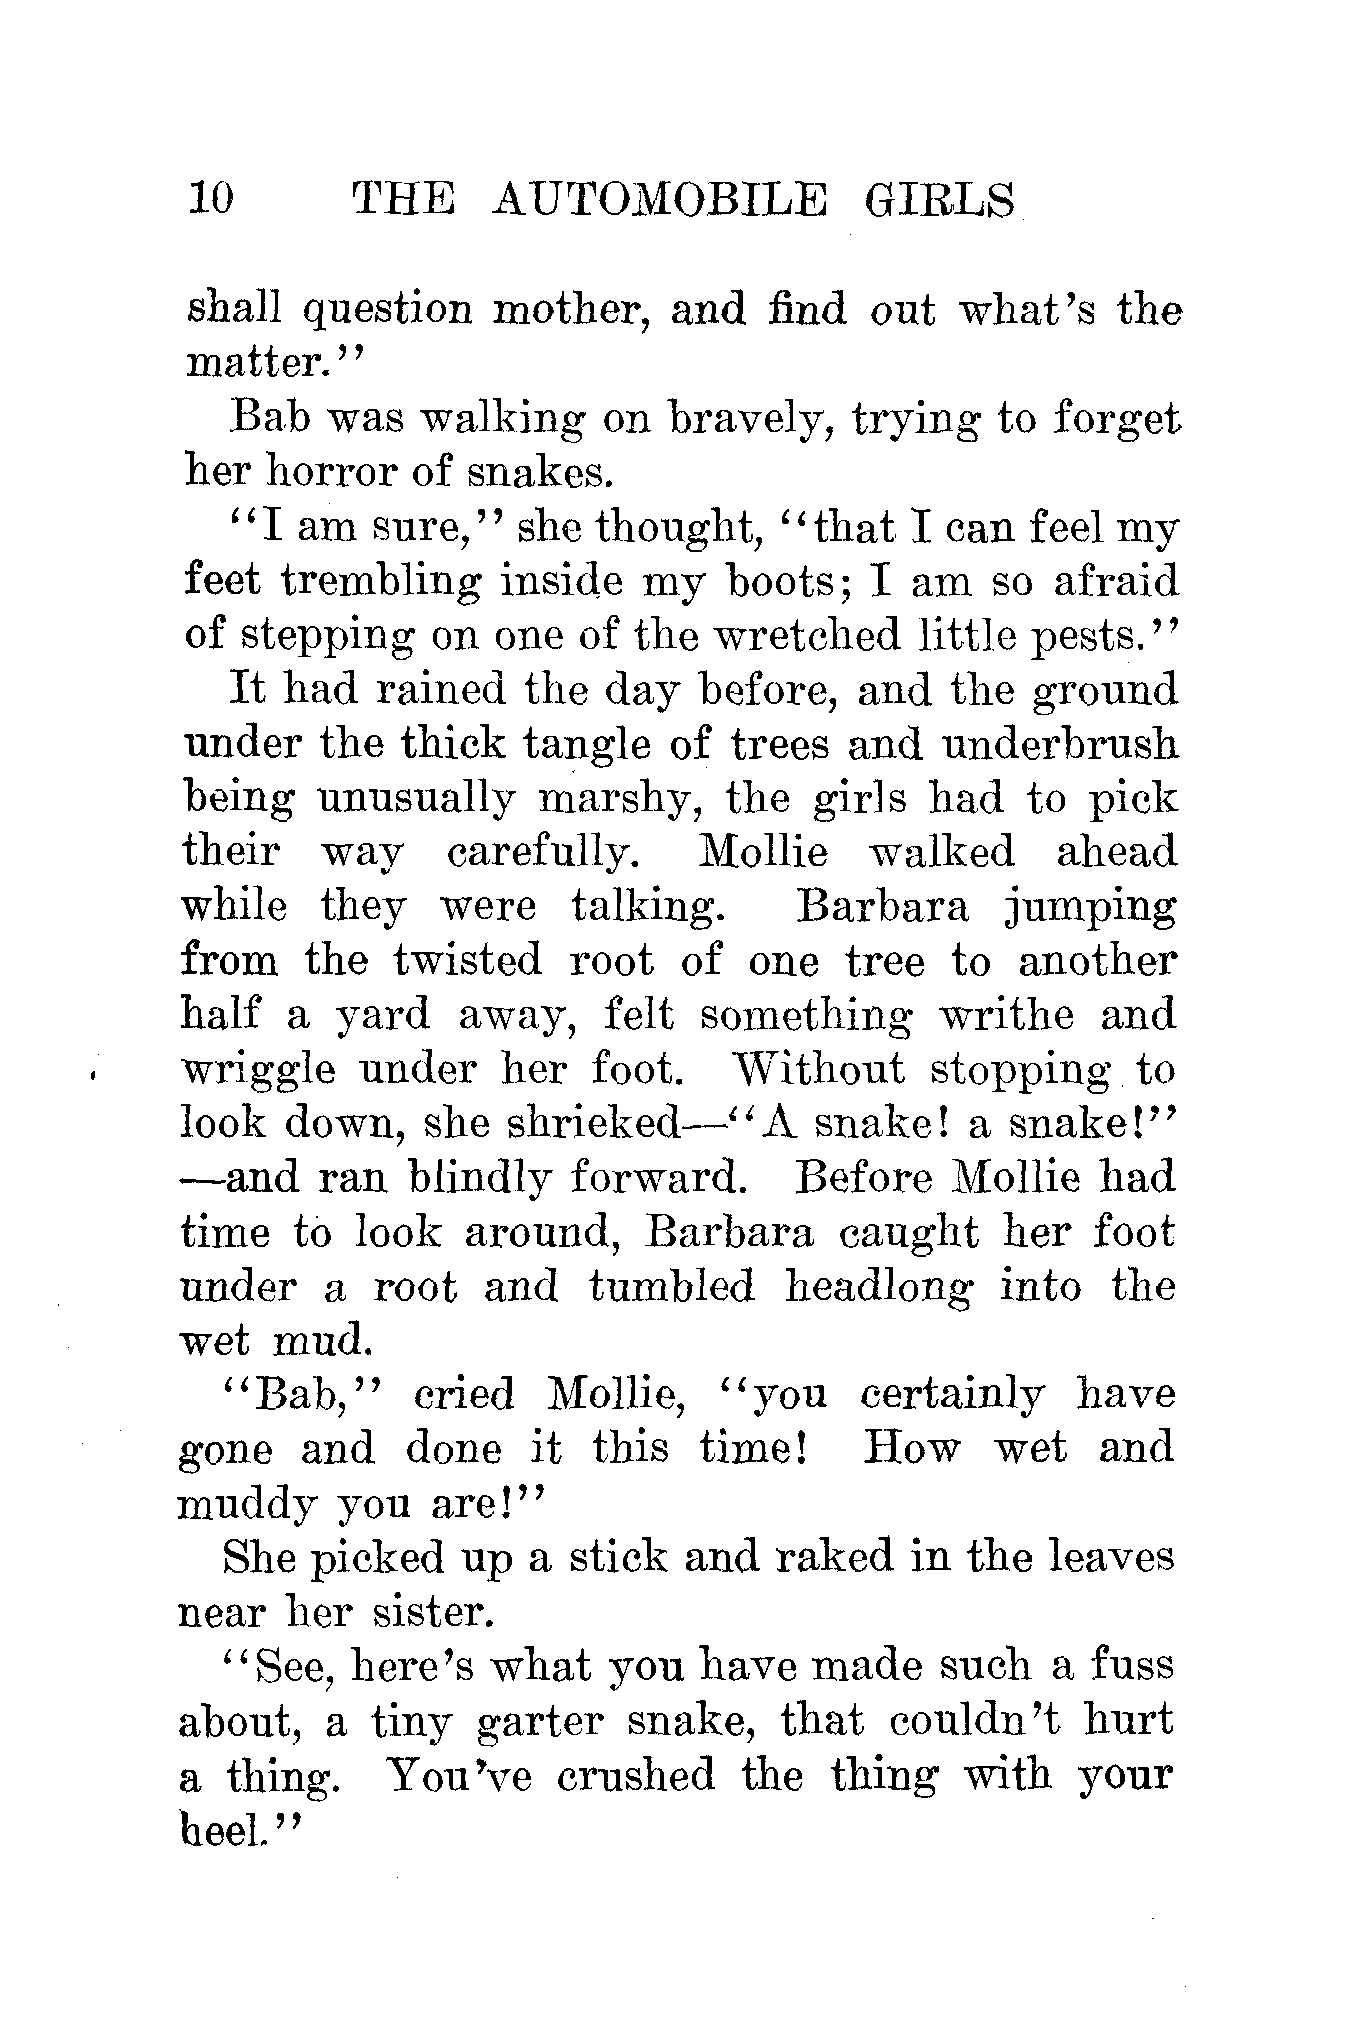 10 THE AUTOMOBILE GIRLS
shall question mother, and find out what's the
matter."
Bab was walking on bravely, trying to forget
her horror of snakes.
"I am sure," she thought, "that I can feel my
feet trembling inside my boots; I am so afraid
of stepping on one of the wretched little pests."
It had rained the day before, and the ground
under the thick tangle of trees and underbrush
being unusually marshy, the girls had to pick
their way carefully. Mollie walked ahead
while they were talking. Barbara jumping
from the twisted root of one tree to another
half a yard away, felt something writhe and
wriggle under her foot. Without stopping to
look down, she shrieked—"A snake! a snake!"
—and ran blindly forward. Before Mollie had
time to look around, Barbara caught her foot
under a root and tumbled headlong into the
wet mud.
"Bab," cried Mollie, "you certainly have
gone and done it this time! How wet and
muddy you are!"
She picked up a stick and raked in the leaves
near her sister.
"See, here's what you have made such a fuss
about, a tiny garter snake, that couldn't hurt
a thing. You've crushed the thing with your
heel."